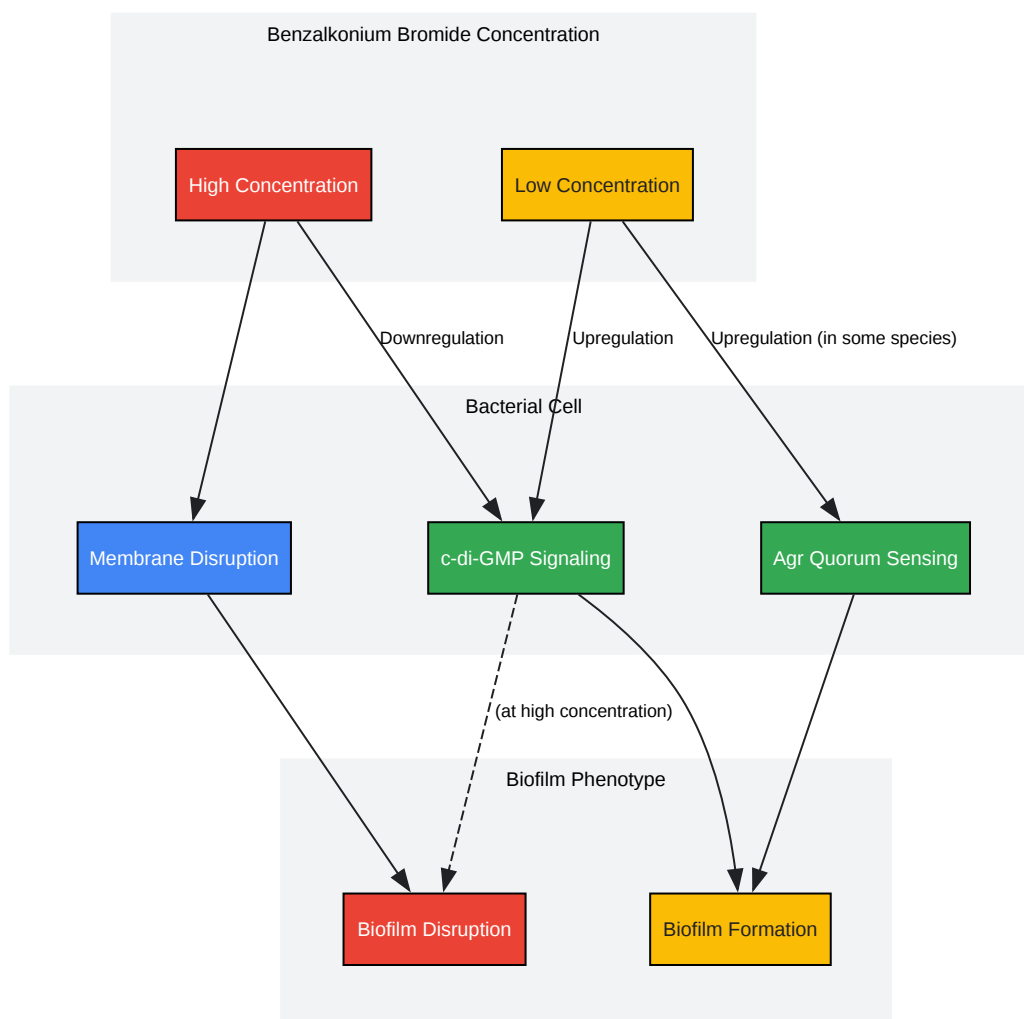 Benzalkonium Bromide Concentration
High Concentration
Low Concentration
Downregulation
Upregulation
Upregulation (in some species)
Bacterial Cell
Membrane Disruption
c-di-GMP Signaling
Agr Quorum Sensing
(at high concentration)
Biofilm Phenotype
Biofilm Disruption
Biofilm Formation